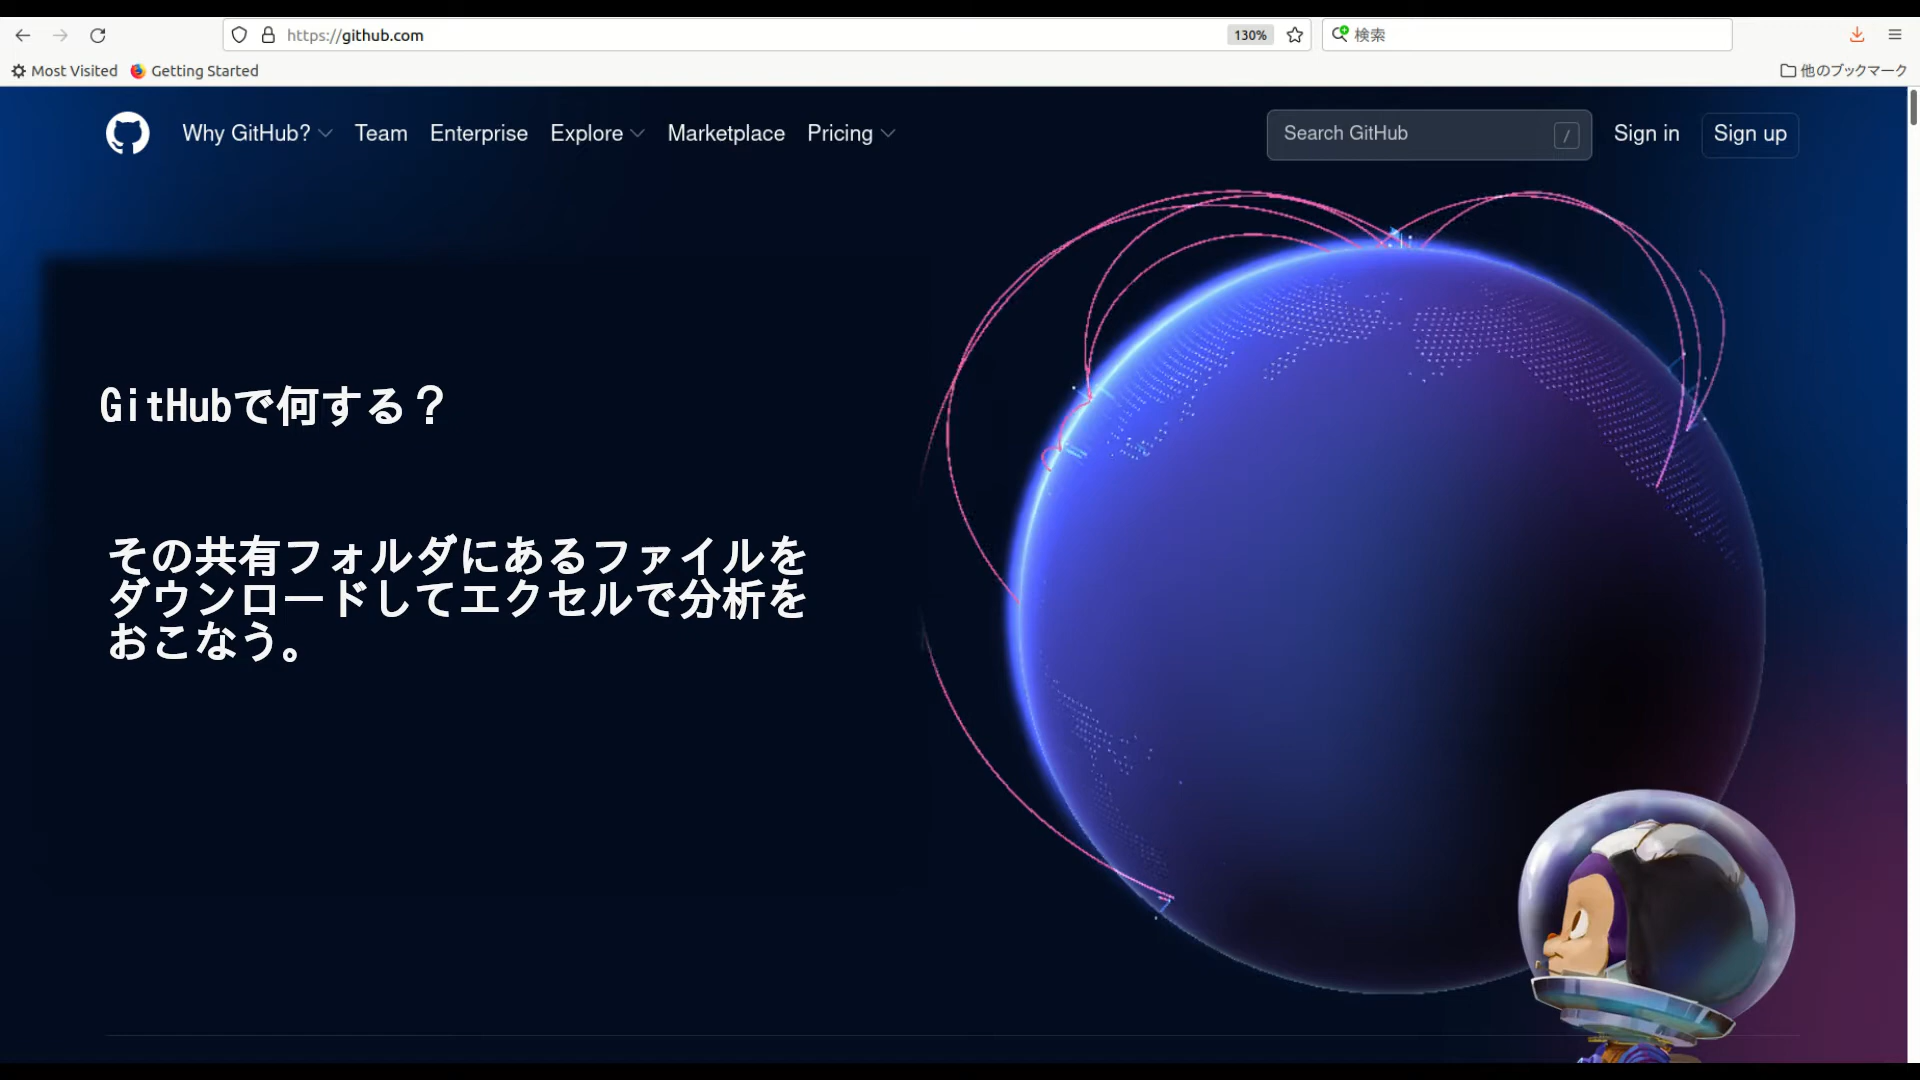 https://github.com
130%
検索
Most Visited
Getting Started
他のブックマーク
Why GitHub?
Team
Enterprise
Explore
Marketplace
Pricing
Search GitHub
/
Sign in
Sign up
GitHubで何する？
その共有フォルダにあるファイルを
ダウンロードしてエクセルで分析を
おこなう。